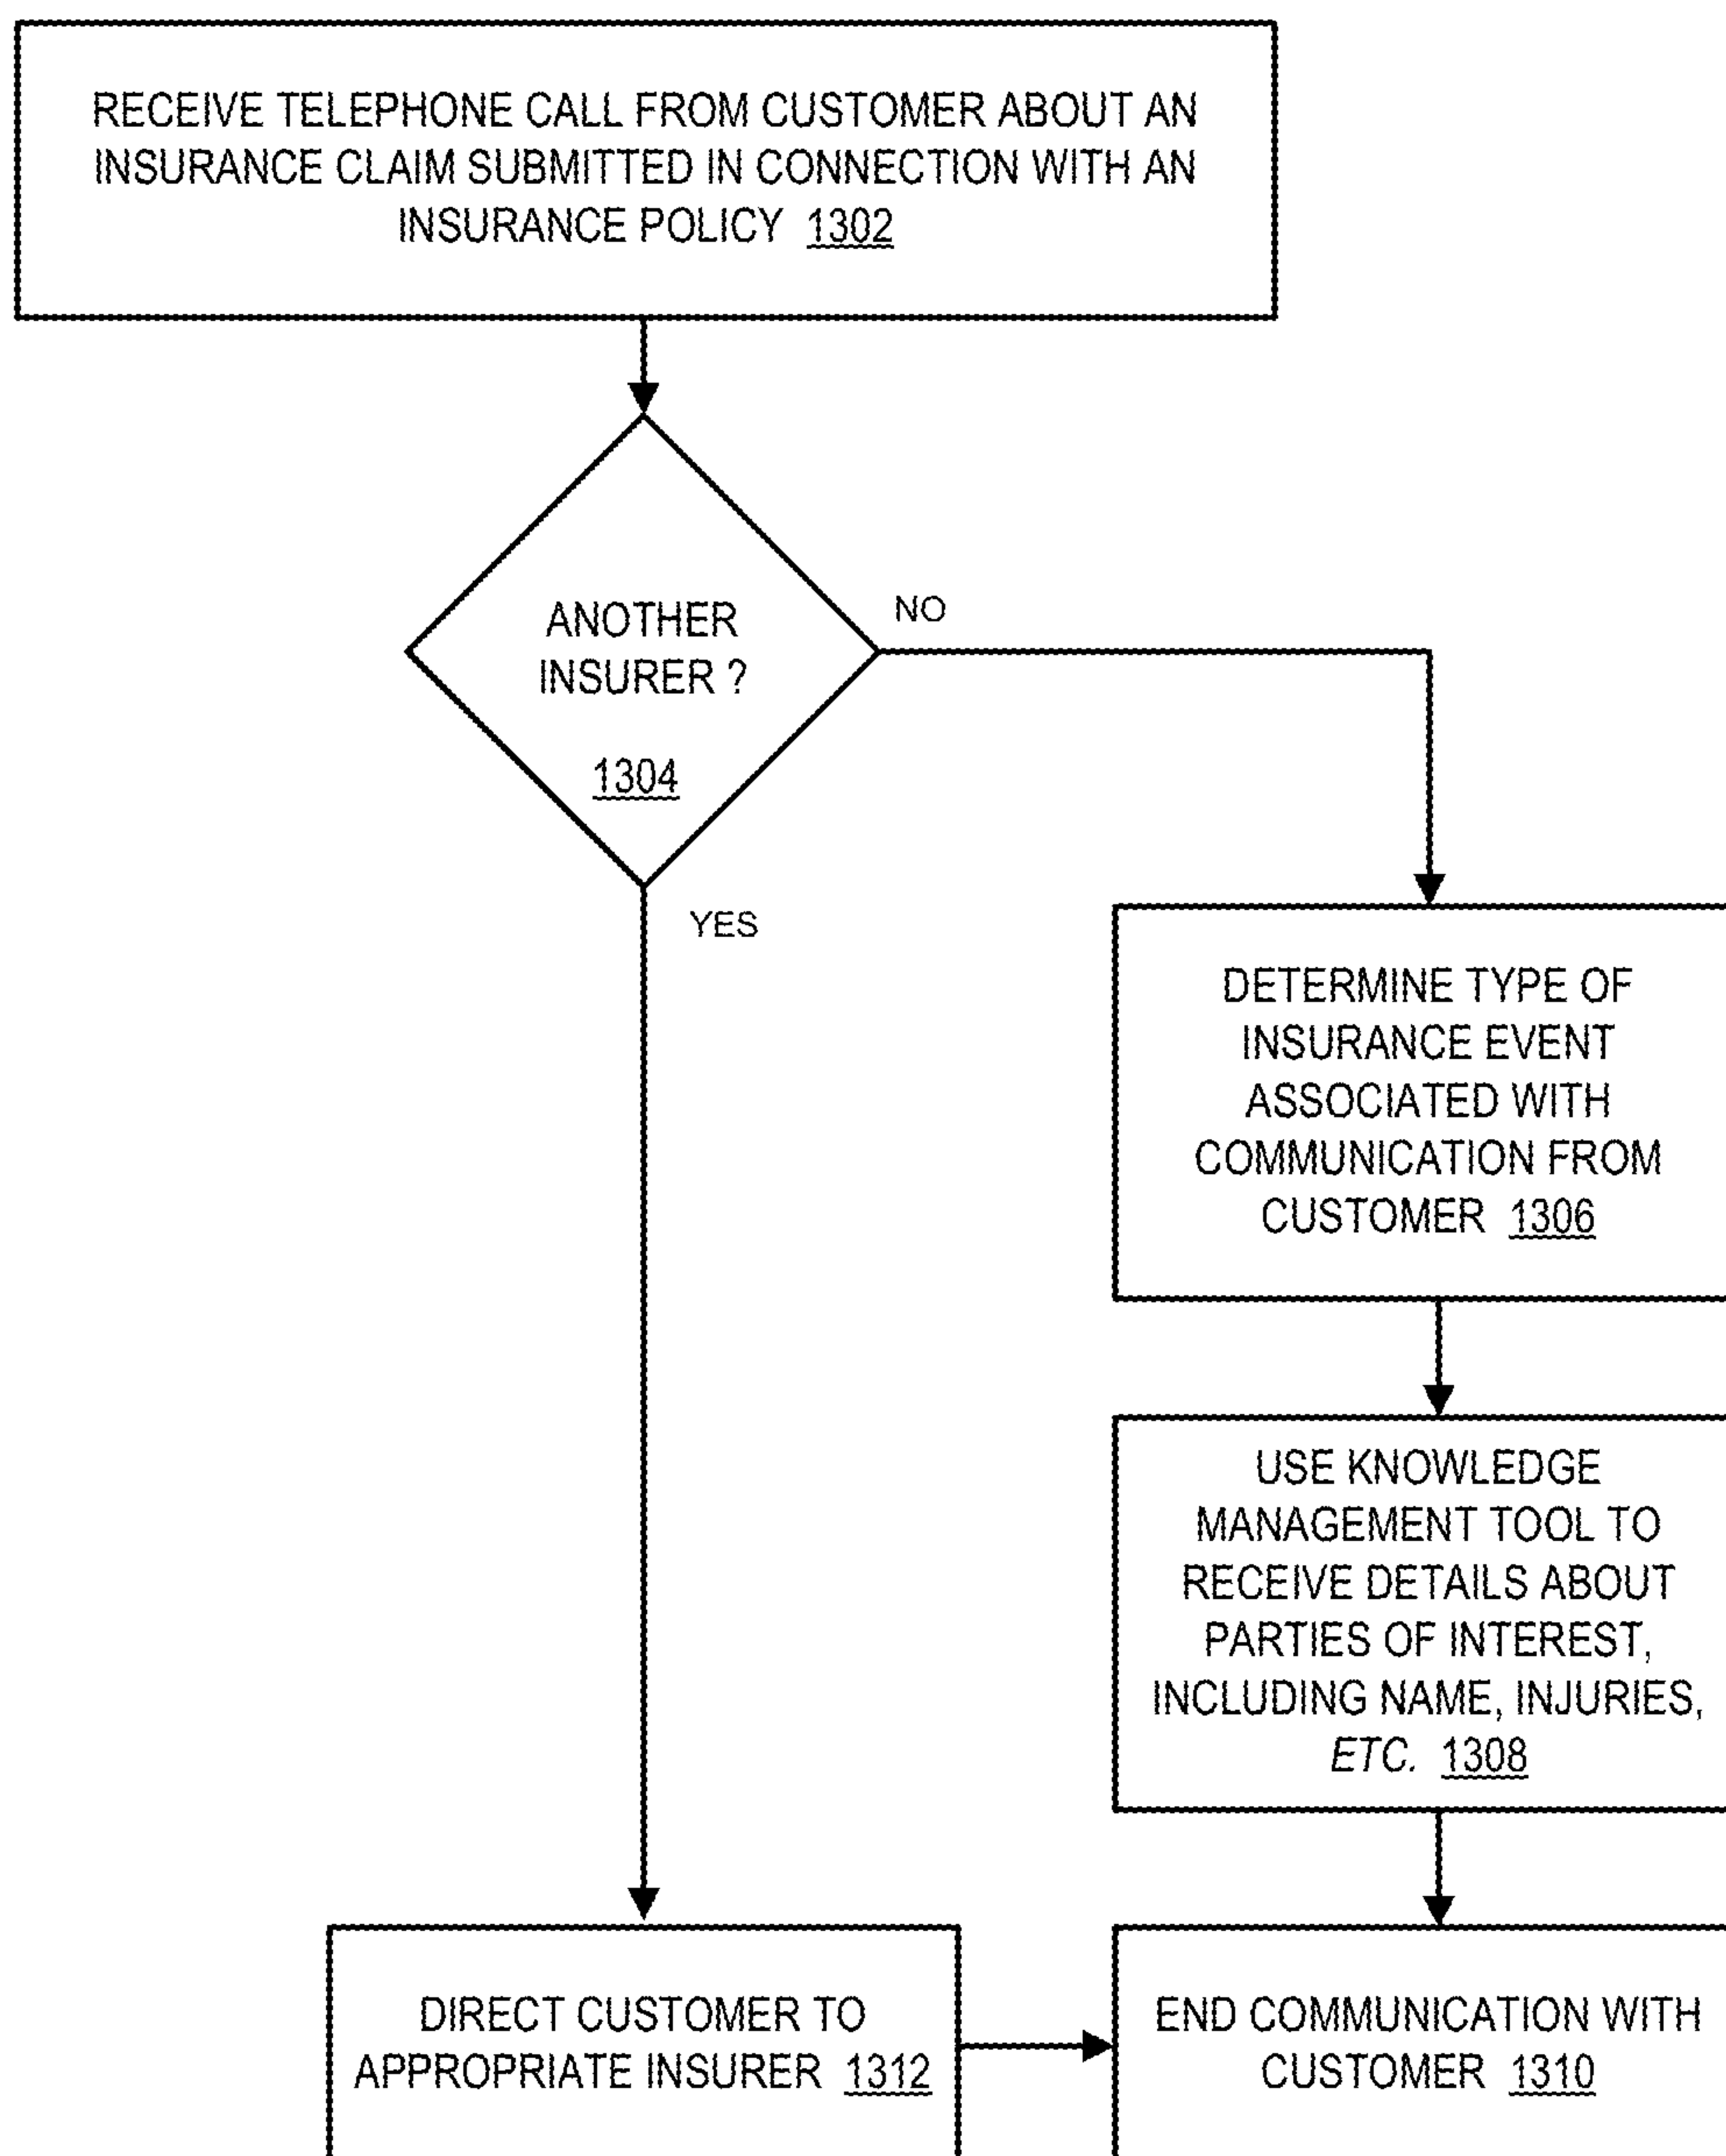 RECEIVE TELEPHONE CALL FROM CUSTOMER ABOUT AN
INSURANCE CLAIM SUBMITTED IN CONNECTION WITH AN
INSURANCE POLICY 1302
ANOTHER
INSURER ?
1304
NO
YES
DETERMINE TYPE OF
INSURANCE EVENT
ASSOCIATED WITH
COMMUNICATION FROM
CUSTOMER 1306
USE KNOWLEDGE
MANAGEMENT TOOL TO
RECEIVE DETAILS ABOUT
PARTIES OF INTEREST,
INCLUDING NAME, INJURIES,
ETC. 1308
DIRECT CUSTOMER TO
APPROPRIATE INSURER 1312
END COMMUNICATION WITH
CUSTOMER 1310